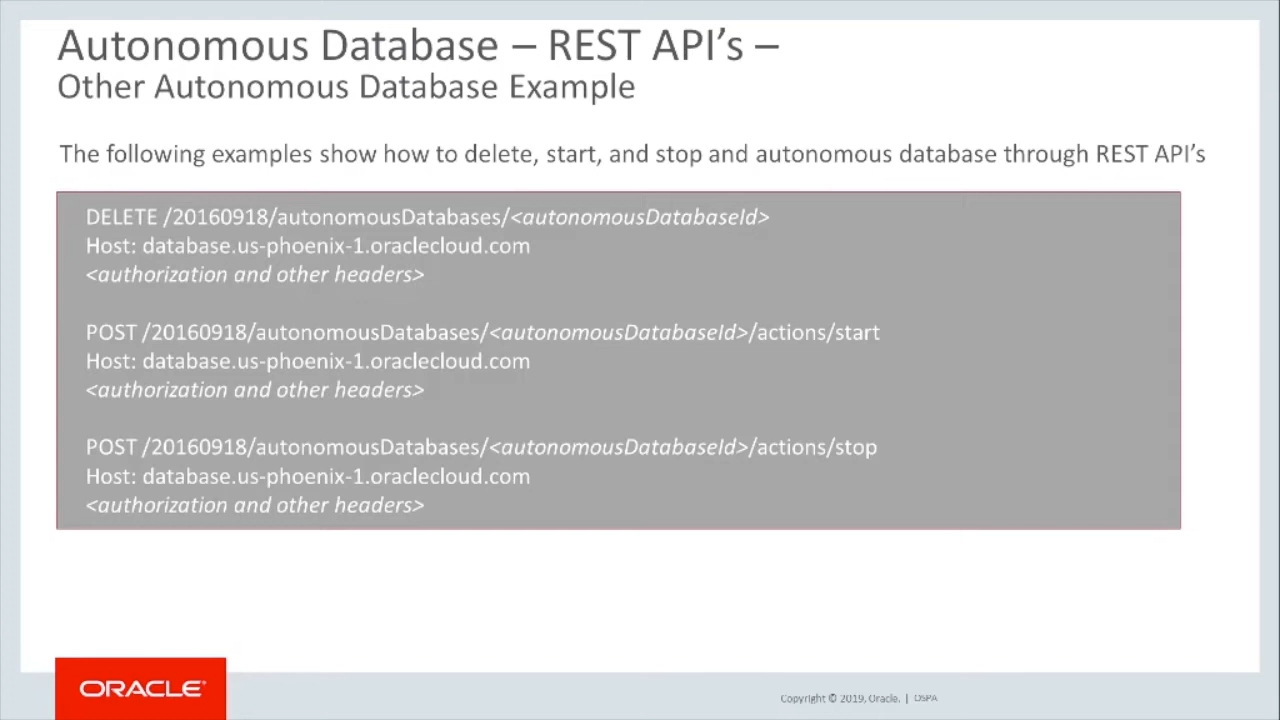 Autonomous Database – REST API’s –
Other Autonomous Database Example
The following examples show how to delete, start, and stop and autonomous database through REST API’s
DELETE /20160918/autonomousDatabases/<autonomousDatabaseId>
Host: database.us-phoenix-1.oraclecloud.com
<authorization and other headers>
POST /20160918/autonomousDatabases/<autonomousDatabaseId>/actions/start
Host: database.us-phoenix-1.oraclecloud.com
<authorization and other headers>
POST /20160918/autonomousDatabases/<autonomousDatabaseId>/actions/stop
Host: database.us-phoenix-1.oraclecloud.com
<authorization and other headers>
ORACLE®
Copyright © 2019, Oracle. | OSPA